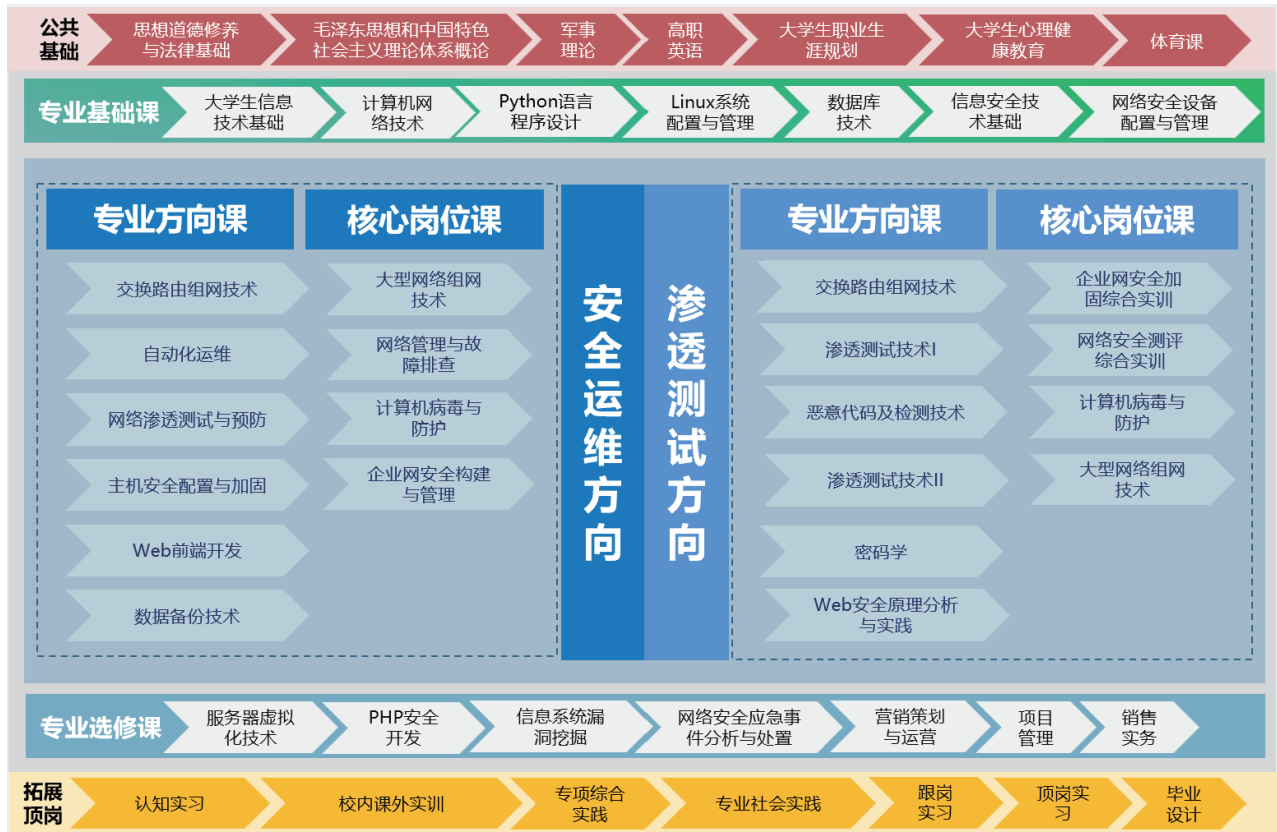 公共
基础
思想道德修养
与法律基础
毛泽东思想和中国特色
社会主义理论体系概论
军事
理论
高职
英语
大学生职业生
涯规划
大学生心理健
康教育
体育课
专业基础课
大学生信息
技术基础
计算机网
络技术
Python语言
程序设计
Linux系统
配置与管理
数据库
技术
信息安全技
术基础
网络安全设备
配置与管理
专业方向课
交换路由组网技术
自动化运维
网络渗透测试与预防
主机安全配置与加固
Web前端开发
数据备份技术
核心岗位课
大型网络组网
技术
网络管理与故
障排查
计算机病毒与
防护
企业网安全构建
与管理
安全运维方向
渗透测试方向
专业方向课
交换路由组网技术
渗透测试技术I
恶意代码及检测技术
渗透测试技术II
密码学
Web安全原理分析
与实践
核心岗位课
企业网安全加
固综合实训
网络安全测评
综合实训
计算机病毒与
防护
大型网络组网
技术
专业选修课
服务器虚拟
化技术
PHP安全
开发
信息系统漏
洞挖掘
网络安全应急事
件分析与处置
营销策划
与运营
项目
管理
销售
实务
拓展
顶岗
认知实习
校内课外实训
专项综合
实践
专业社会实践
跟岗
实习
顶岗实
习
毕业
设计